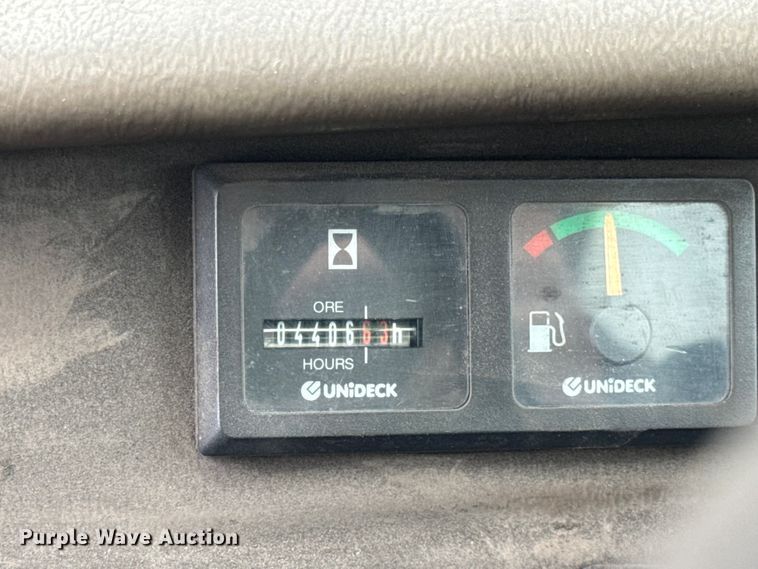 ORE
0440663h
HOURS
UNiDECK
UNiDECK
Purple Wave Auction